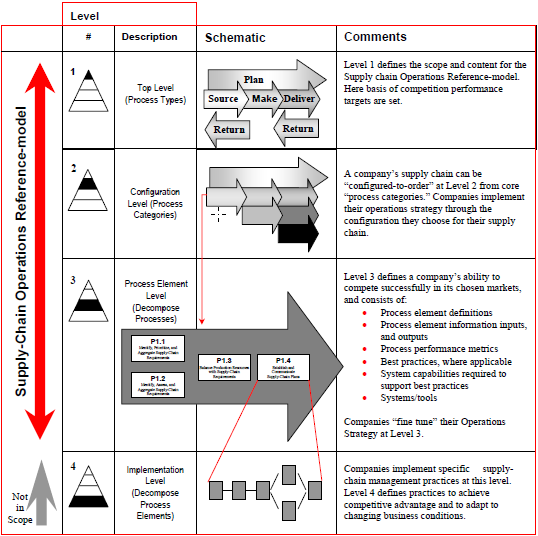 Level
#
Description
Schematic
Comments
Supply-Chain Operations Reference-model
1
Top Level
(Process Types)
Plan
Source
Make
Deliver
Return
Return
Level 1 defines the scope and content for the
Supply chain Operations Reference-model.
Here basis of competition performance
targets are set.
2
Configuration
Level (Process
Categories)
A company's supply chain can be
“configured-to-order” at Level 2 from core
“process categories.” Companies implement
their operations strategy through the
configuration they choose for their supply
chain.
3
Process Element
Level
(Decompose
Processes)
P1.1
Identify, Prioritize, and
Aggregate Supply-Chain
Requirements
P1.2
Identify, Assess, and
Aggregate Supply-Chain
Requirements
P1.3
Balance Production Resources
with Supply-Chain
Requirements
P1.4
Establish and
Communicate
Supply-Chain Plans
Level 3 defines a company's ability to
compete successfully in its chosen markets,
and consists of:
• Process element definitions
• Process element information inputs,
and outputs
• Process performance metrics
• Best practices, where applicable
• System capabilities required to
support best practices
• Systems/tools
Companies “fine tune” their Operations
Strategy at Level 3.
Not
in
Scope
4
Implementation
Level
(Decompose
Process
Elements)
Companies implement specific supply-
chain management practices at this level.
Level 4 defines practices to achieve
competitive advantage and to adapt to
changing business conditions.